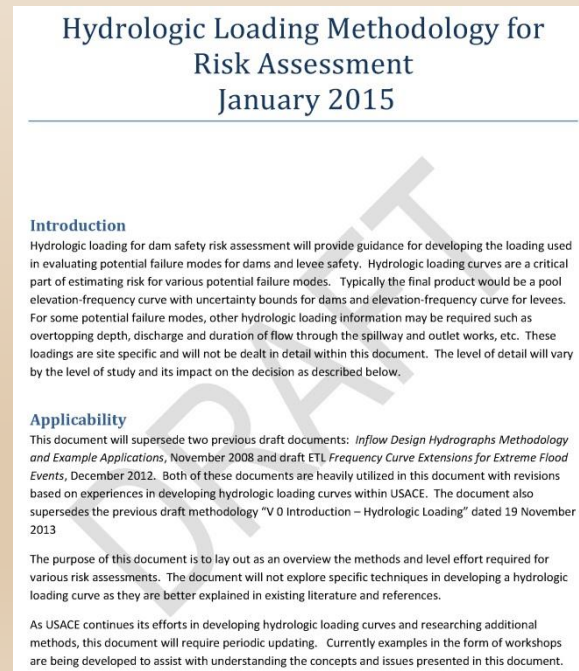 Hydrologic Loading Methodology for
Risk Assessment
January 2015
Introduction
Hydrologic loading for dam safety risk assessment will provide guidance for developing the loading used
in evaluating potential failure modes for dams and levee safety.  Hydrologic loading curves are a critical
part of estimating risk for various potential failure modes.  Typically the final product would be a pool
elevation-frequency curve with uncertainty bounds for dams and elevation-frequency curve for levees.
For some potential failure modes, other hydrologic loading information may be required such as
overtopping depth, discharge and duration of flow through the spillway and outlet works, etc.  These
loadings are site specific and will not be dealt in detail within this document.  The level of detail will vary
by the level of study and its impact on the decision as described below.
Applicability
This document will supersede two previous draft documents:  Inflow Design Hydrographs Methodology
and Example Applications, November 2008 and draft ETL Frequency Curve Extensions for Extreme Flood
Events, December 2012.  Both of these documents are heavily utilized in this document with revisions
based on experiences in developing hydrologic loading curves within USACE.  The document also
supersedes the previous draft methodology “V 0 Introduction – Hydrologic Loading” dated 19 November
2013
The purpose of this document is to lay out as an overview the methods and level effort required for
various risk assessments.  The document will not explore specific techniques in developing a hydrologic
loading curve as they are better explained in existing literature and references.
As USACE continues its efforts in developing hydrologic loading curves and researching additional
methods, this document will require periodic updating.   Currently examples in the form of workshops
are being developed to assist with understanding the concepts and issues presented in this document.
DRAFT